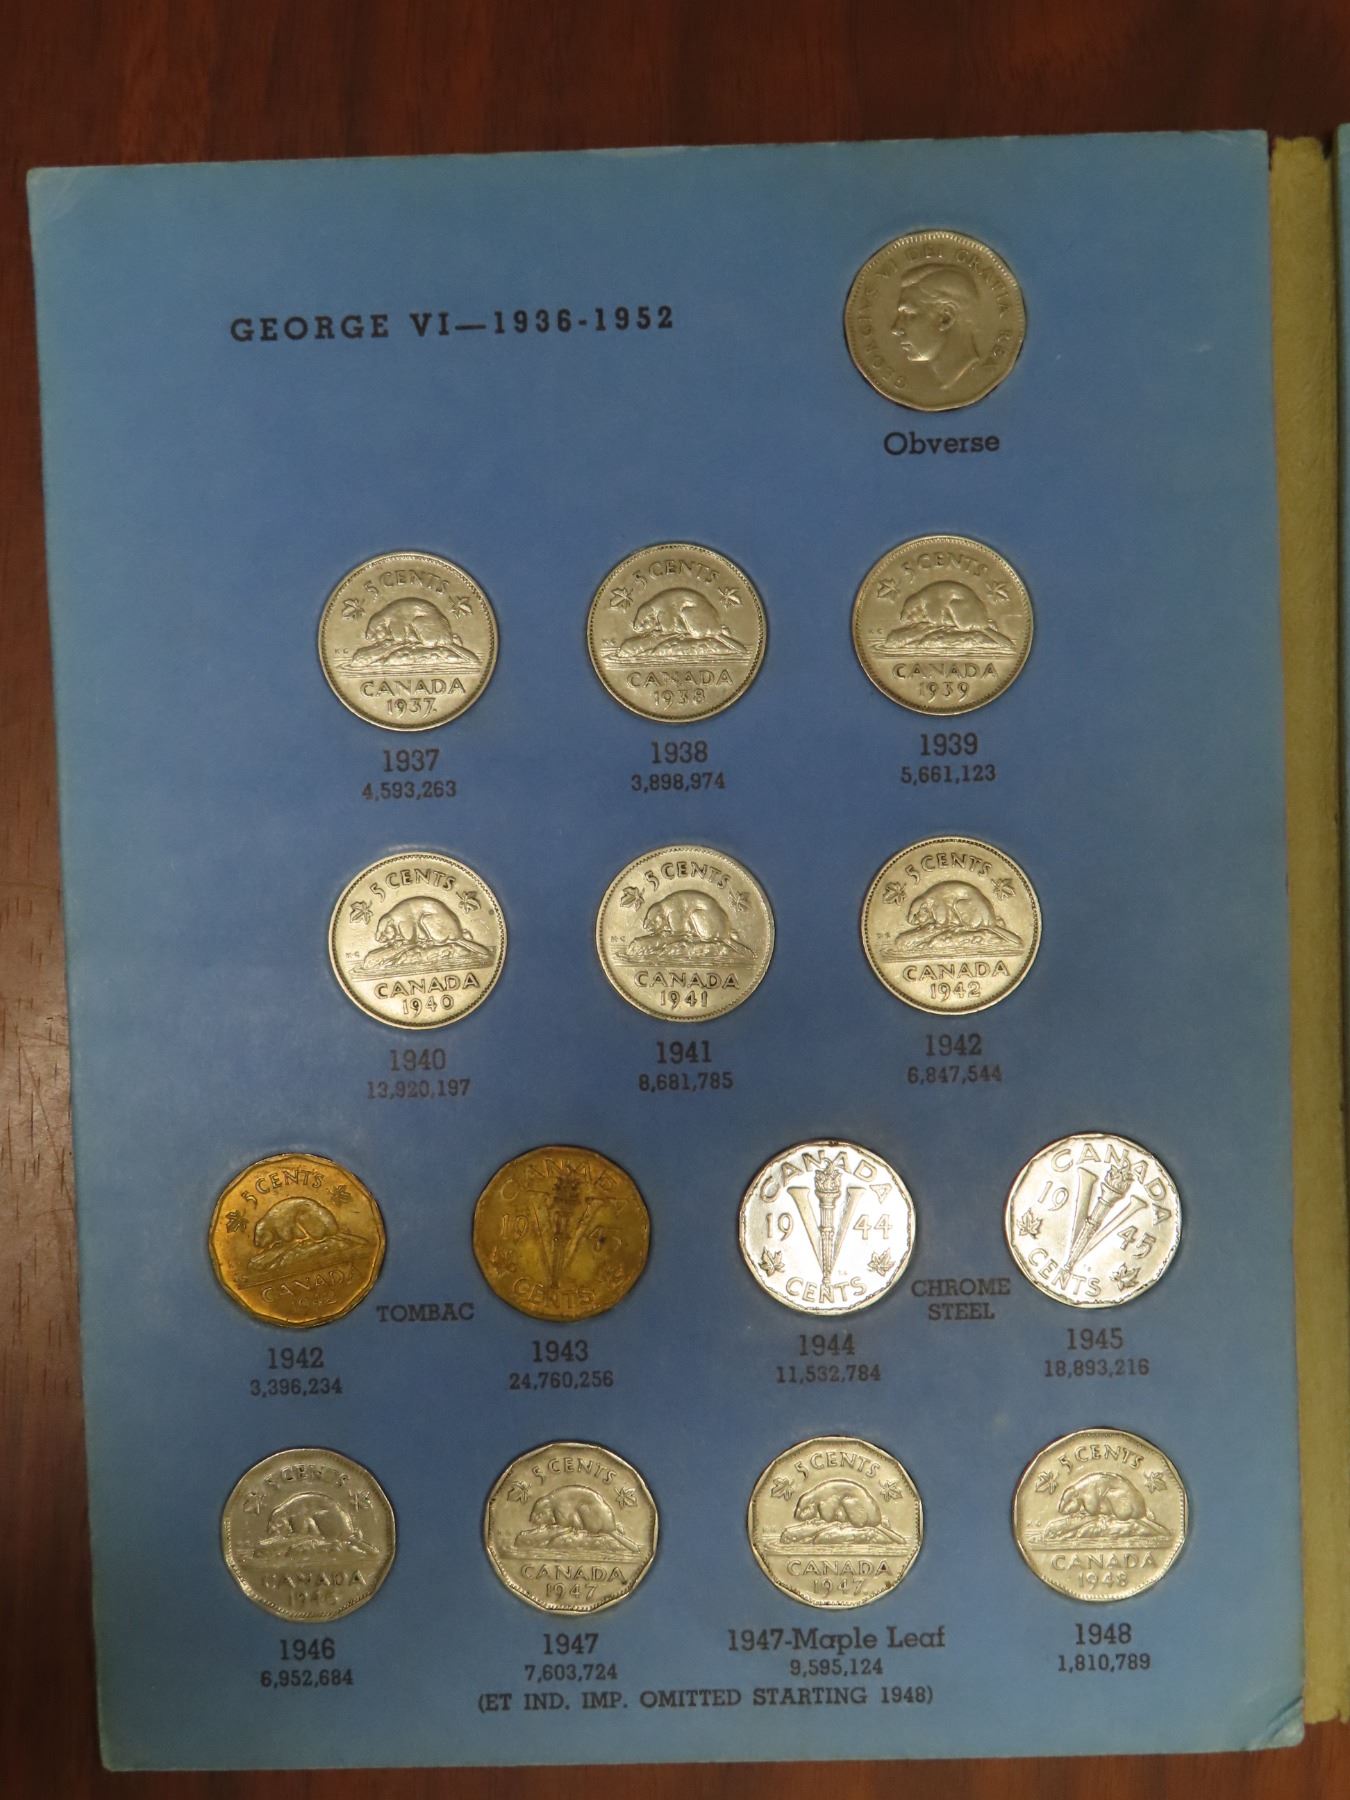 GEORGIVS VI DEI GRATIA REX
GEORGE VI—1936-1952
Obverse
5 CENTS
K G
CANADA
1937
5 CENTS
K G
CANADA
1938
5 CENTS
K G
CANADA
1939
1937
4,593,263
1938
3,898,974
1939
5,661,123
5 CENTS
K G
CANADA
1940
5 CENTS
K G
CANADA
1941
5 CENTS
K G
CANADA
1942
1940
13,920,197
1941
8,681,785
1942
6,847,544
5 CENTS
CANADA
1942
CANADA
CENTS
CANADA
19 44
CENTS
CANADA
19 45
CENTS
TOMBAC
CHROME
STEEL
1942
3,396,234
1943
24,760,256
1944
11,532,784
1945
18,893,216
5 CENTS
CANADA
1946
5 CENTS
K G
CANADA
1947
5 CENTS
K G
CANADA
1947
5 CENTS
K G
CANADA
1948
1946
6,952,684
1947
7,603,724
1947-Maple Leaf
9,595,124
1948
1,810,789
(ET IND. IMP. OMITTED STARTING 1948)